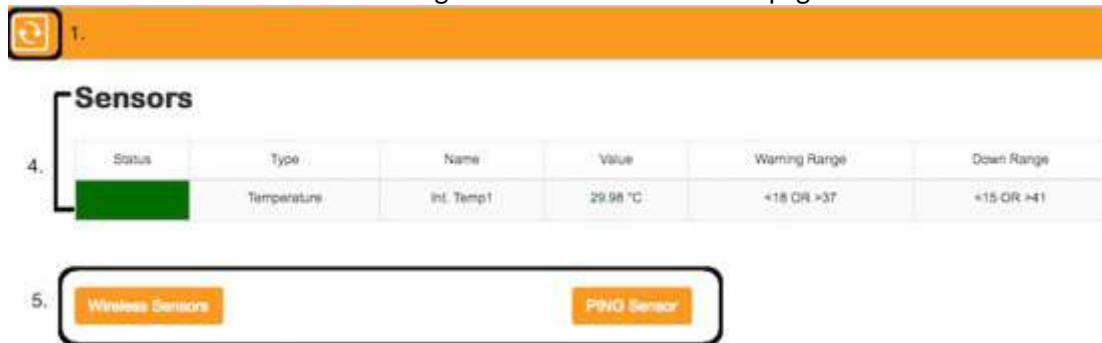 1.
Sensors
4.
Status Type Name Value Warning Range Down Range
Temperature Int. Temp1 29.98 °C <18 OR >37 <15 OR >41
5.
Wireless Sensors PING Sensor